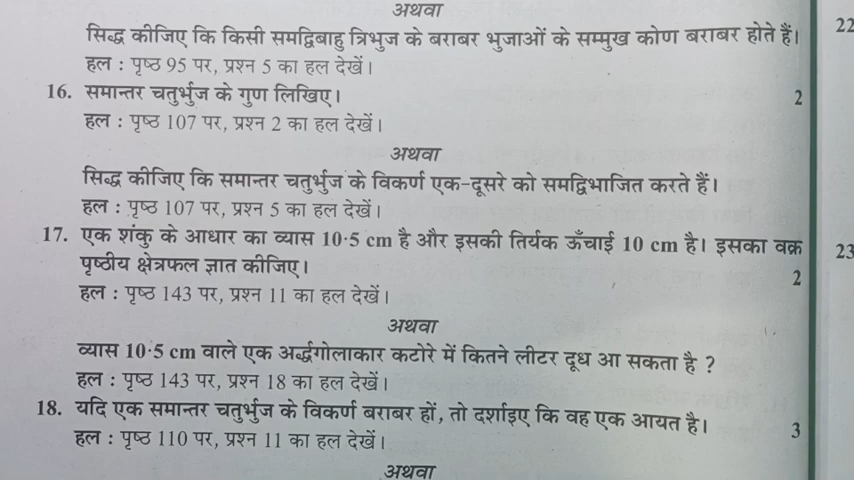 अथवा
सिद्ध कीजिए कि किसी समद्विबाहु त्रिभुज के बराबर भुजाओं के सम्मुख कोण बराबर होते हैं। 22
हल : पृष्ठ 95 पर, प्रश्न 5 का हल देखें।
16. समान्तर चतुर्भुज के गुण लिखिए। 2
हल : पृष्ठ 107 पर, प्रश्न 2 का हल देखें।
अथवा
सिद्ध कीजिए कि समान्तर चतुर्भुज के विकर्ण एक-दूसरे को समद्विभाजित करते हैं।
हल : पृष्ठ 107 पर, प्रश्न 5 का हल देखें।
17. एक शंकु के आधार का व्यास 10·5 cm है और इसकी तिर्यक ऊँचाई 10 cm है। इसका वक्र 23
पृष्ठीय क्षेत्रफल ज्ञात कीजिए। 2
हल : पृष्ठ 143 पर, प्रश्न 11 का हल देखें।
अथवा
व्यास 10·5 cm वाले एक अर्द्धगोलाकार कटोरे में कितने लीटर दूध आ सकता है ?
हल : पृष्ठ 143 पर, प्रश्न 18 का हल देखें।
18. यदि एक समान्तर चतुर्भुज के विकर्ण बराबर हों, तो दर्शाइए कि वह एक आयत है। 3
हल : पृष्ठ 110 पर, प्रश्न 11 का हल देखें।
अथवा